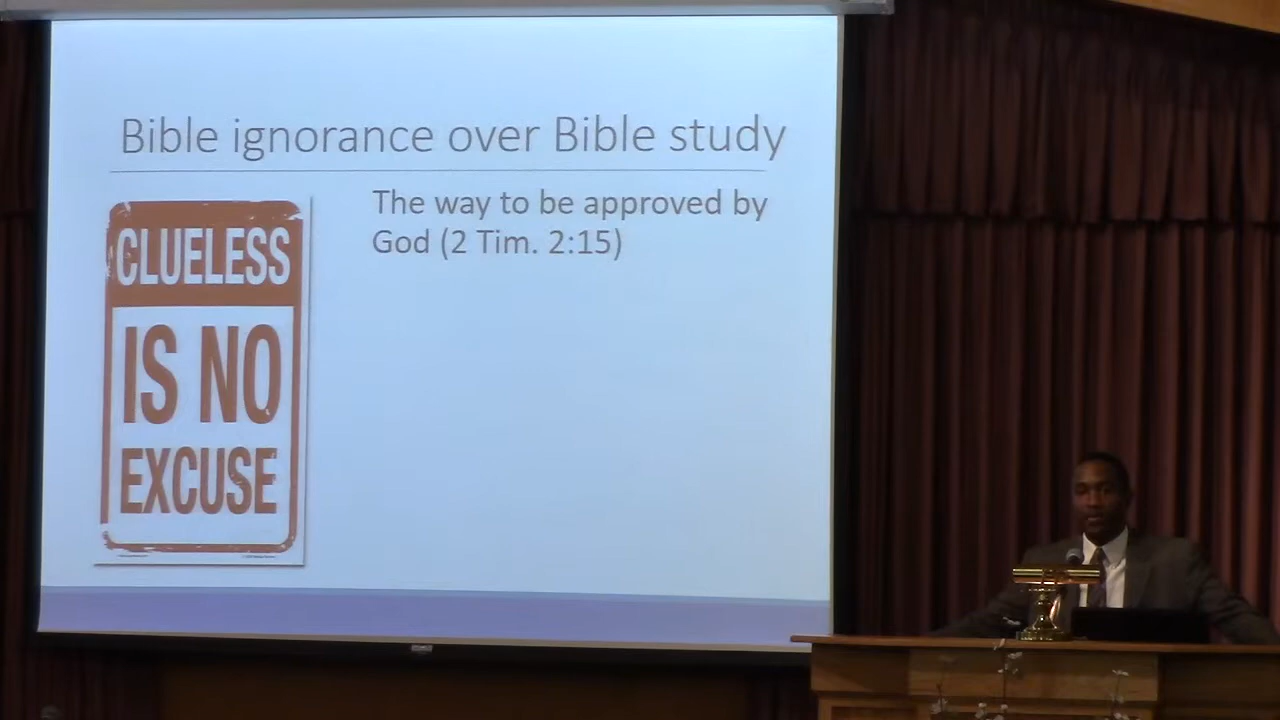 Bible ignorance over Bible study
The way to be approved by
God (2 Tim. 2:15)
CLUELESS
IS NO
EXCUSE